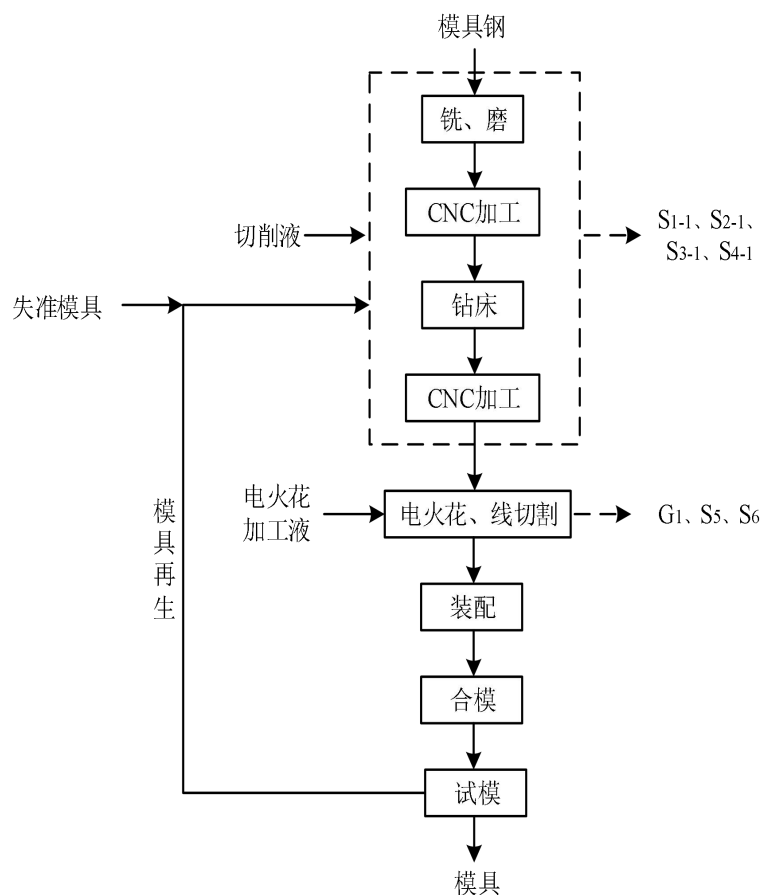 模具钢
铣、磨
CNC加工
切削液
S1-1、S2-1、
S3-1、S4-1
失准模具
钻床
CNC加工
电火花
加工液
电火花、线切割
G1、S5、S6
模具再生
装配
合模
试模
模具